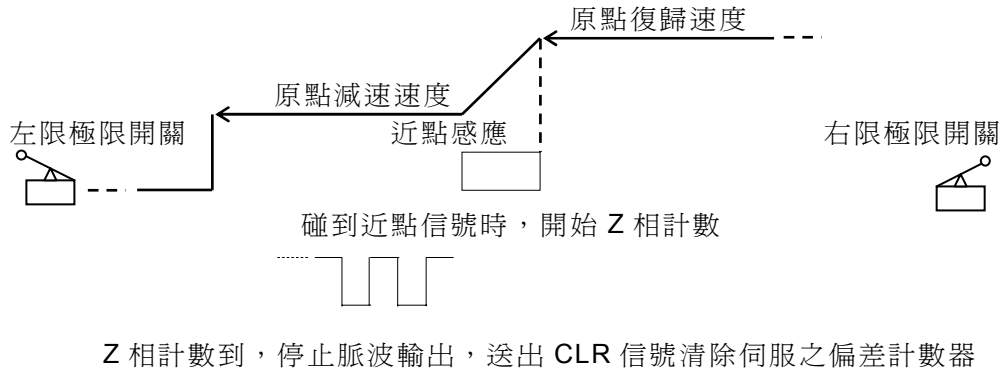 原點復歸速度
原點減速速度
左限極限開關
近點感應
右限極限開關
碰到近點信號時，開始 Z 相計數
Z 相計數到，停止脈波輸出，送出 CLR 信號清除伺服之偏差計數器